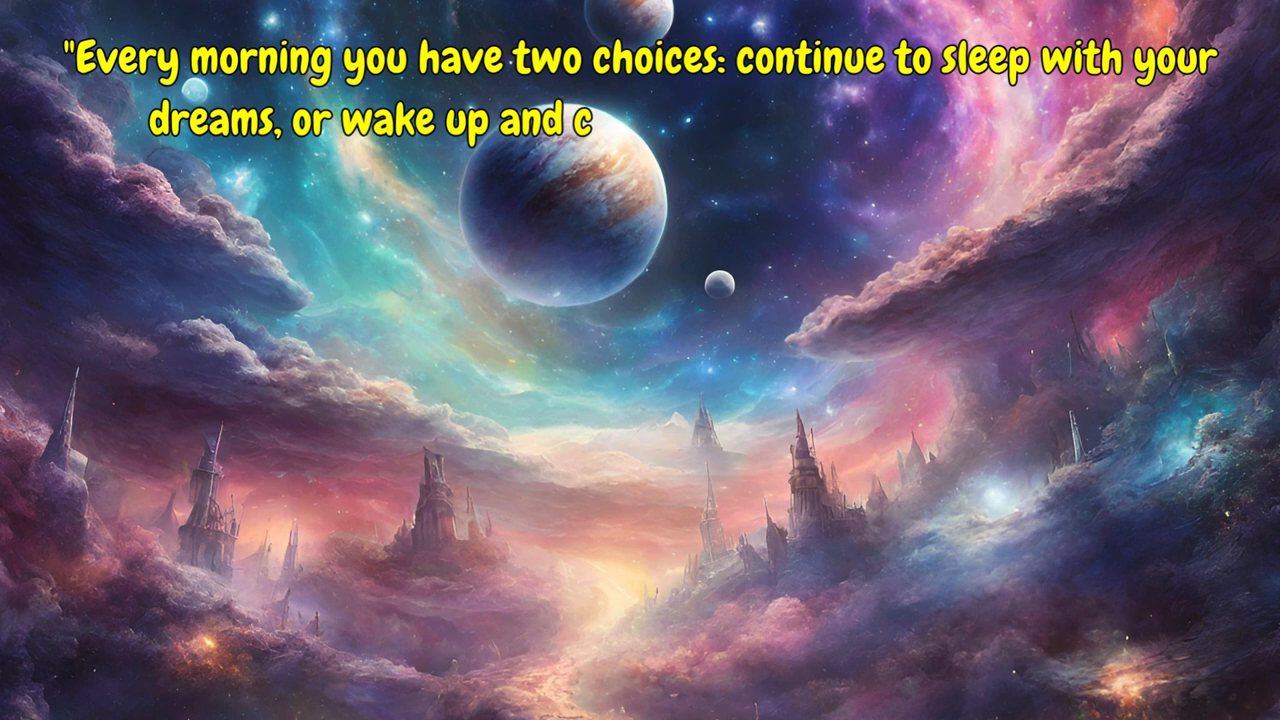 "Every morning you have two choices: continue to sleep with your
dreams, or wake up and c